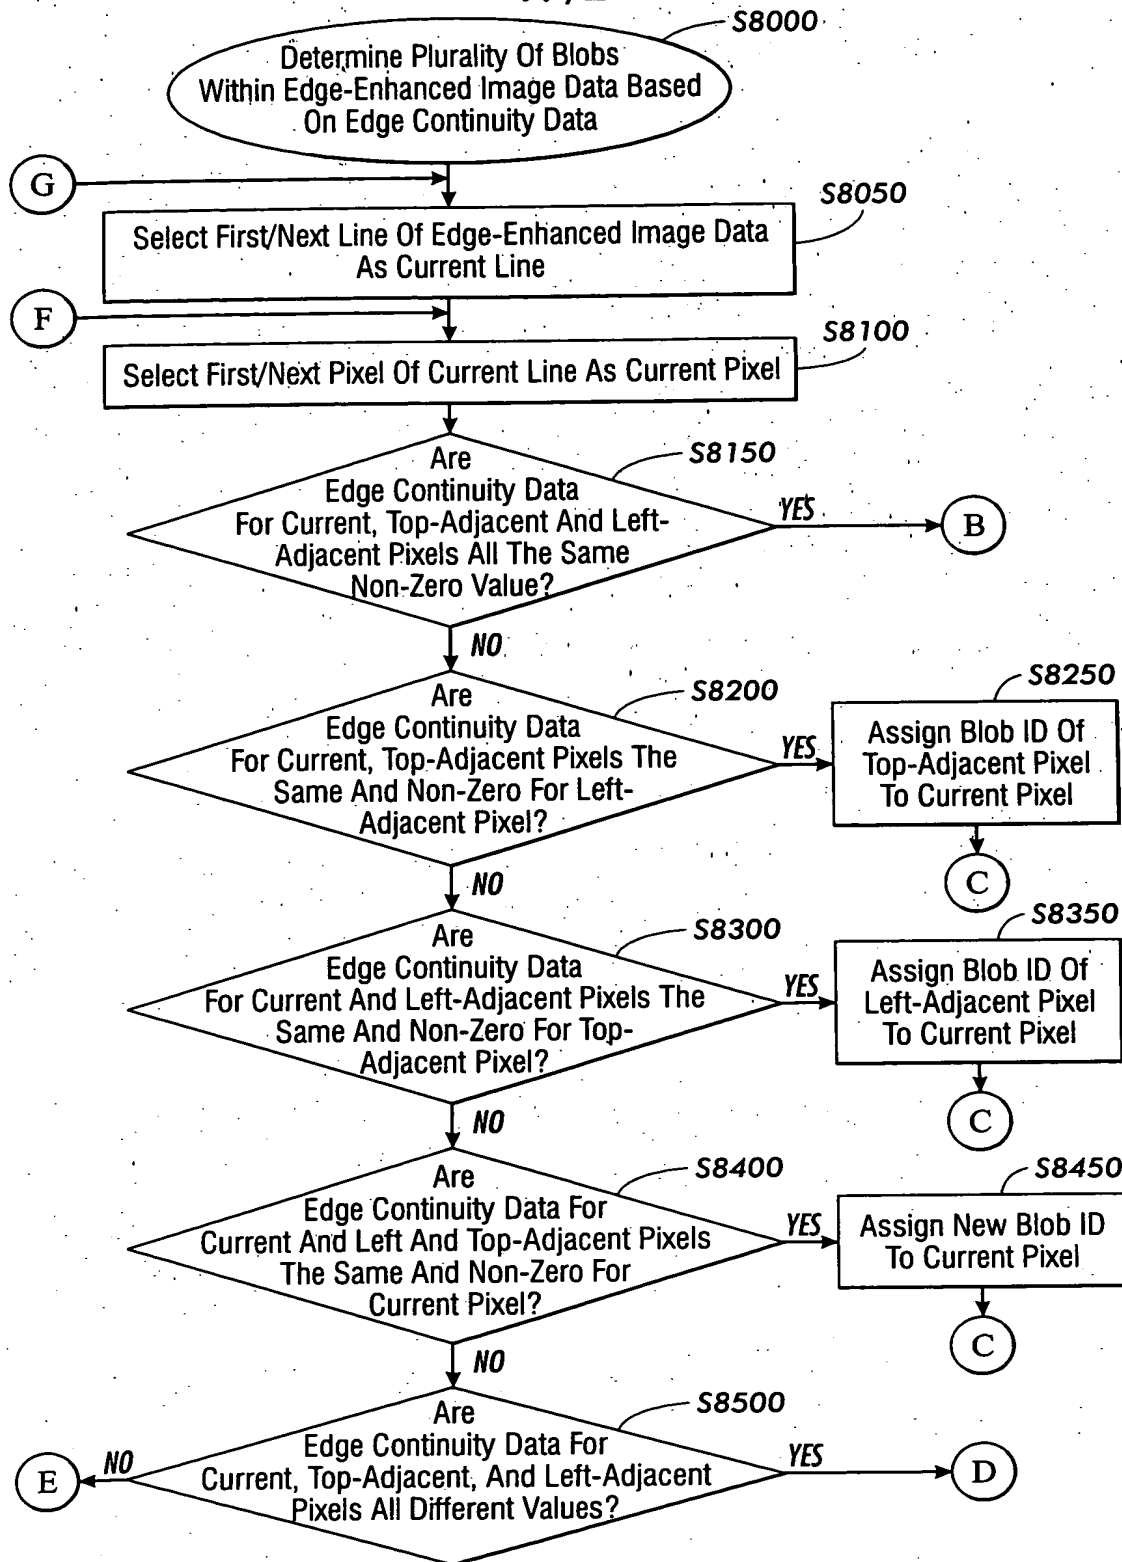 S8000
Determine Plurality Of Blobs
Within Edge-Enhanced Image Data Based
On Edge Continuity Data
G
S8050
Select First/Next Line Of Edge-Enhanced Image Data
As Current Line
F
S8100
Select First/Next Pixel Of Current Line As Current Pixel
S8150
Are
Edge Continuity Data
For Current, Top-Adjacent And Left-
Adjacent Pixels All The Same
Non-Zero Value?
YES
B
NO
S8200
Are
Edge Continuity Data
For Current, Top-Adjacent Pixels The
Same And Non-Zero For Left-
Adjacent Pixel?
YES
S8250
Assign Blob ID Of
Top-Adjacent Pixel
To Current Pixel
C
NO
S8300
Are
Edge Continuity Data
For Current And Left-Adjacent Pixels The
Same And Non-Zero For Top-
Adjacent Pixel?
YES
S8350
Assign Blob ID Of
Left-Adjacent Pixel
To Current Pixel
C
NO
S8400
Are
Edge Continuity Data For
Current And Left And Top-Adjacent Pixels
The Same And Non-Zero For
Current Pixel?
YES
S8450
Assign New Blob ID
To Current Pixel
C
NO
S8500
Are
Edge Continuity Data For
Current, Top-Adjacent, And Left-Adjacent
Pixels All Different Values?
NO
E
YES
D